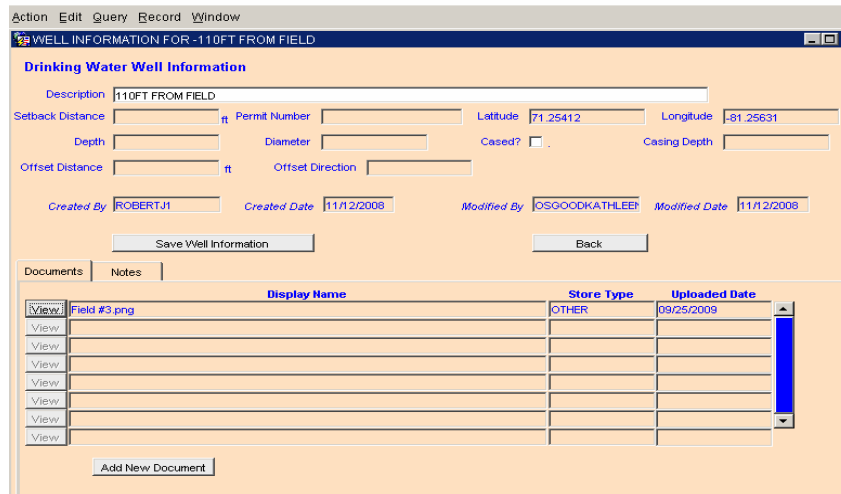 Action Edit Query Record Window
WELL INFORMATION FOR -110FT FROM FIELD
Drinking Water Well Information
Description 110FT FROM FIELD
Setback Distance ft Permit Number Latitude 71.25412 Longitude -81.25631
Depth Diameter Cased? . Casing Depth
Offset Distance ft Offset Direction
Created By ROBERTJ1 Created Date 11/12/2008 Modified By OSGOODKATHLEEN Modified Date 11/12/2008
Save Well Information Back
Documents Notes
Display Name Store Type Uploaded Date
View Field #3.png OTHER 09/25/2009
View
View
View
View
View
View
View
Add New Document